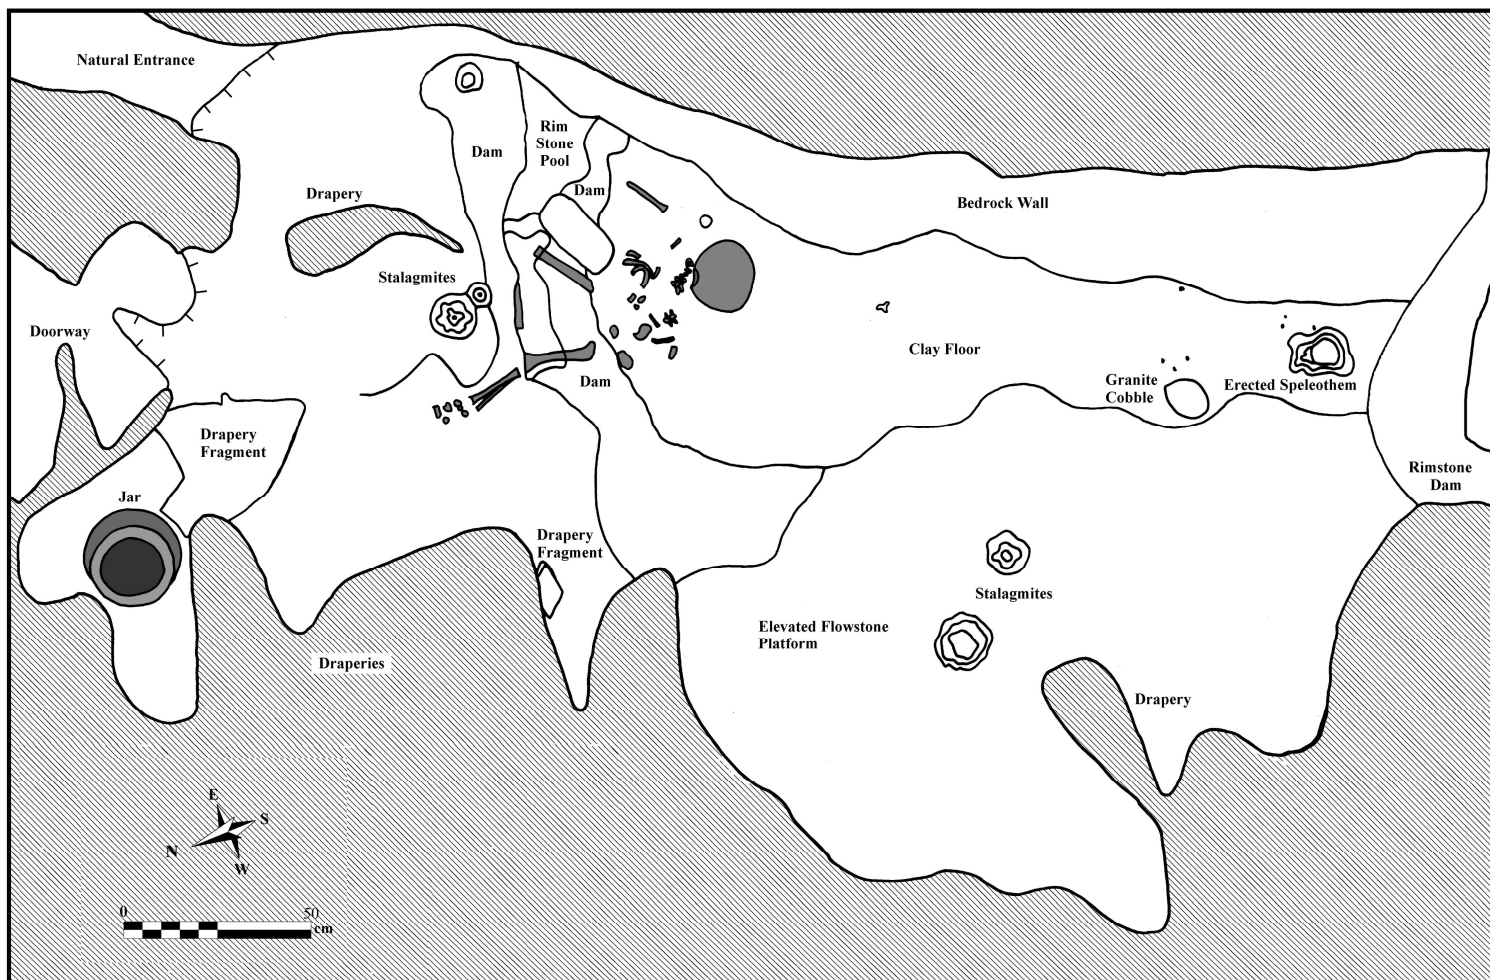 Natural Entrance
Rim
Stone
Pool
Dam
Dam
Drapery
Bedrock Wall
Stalagmites
Doorway
Clay Floor
Dam
Granite
Cobble
Erected Speleothem
Drapery
Fragment
Rimstone
Dam
Jar
Drapery
Fragment
Stalagmites
Elevated Flowstone
Platform
Draperies
Drapery
E
S
N
W
0
50
cm